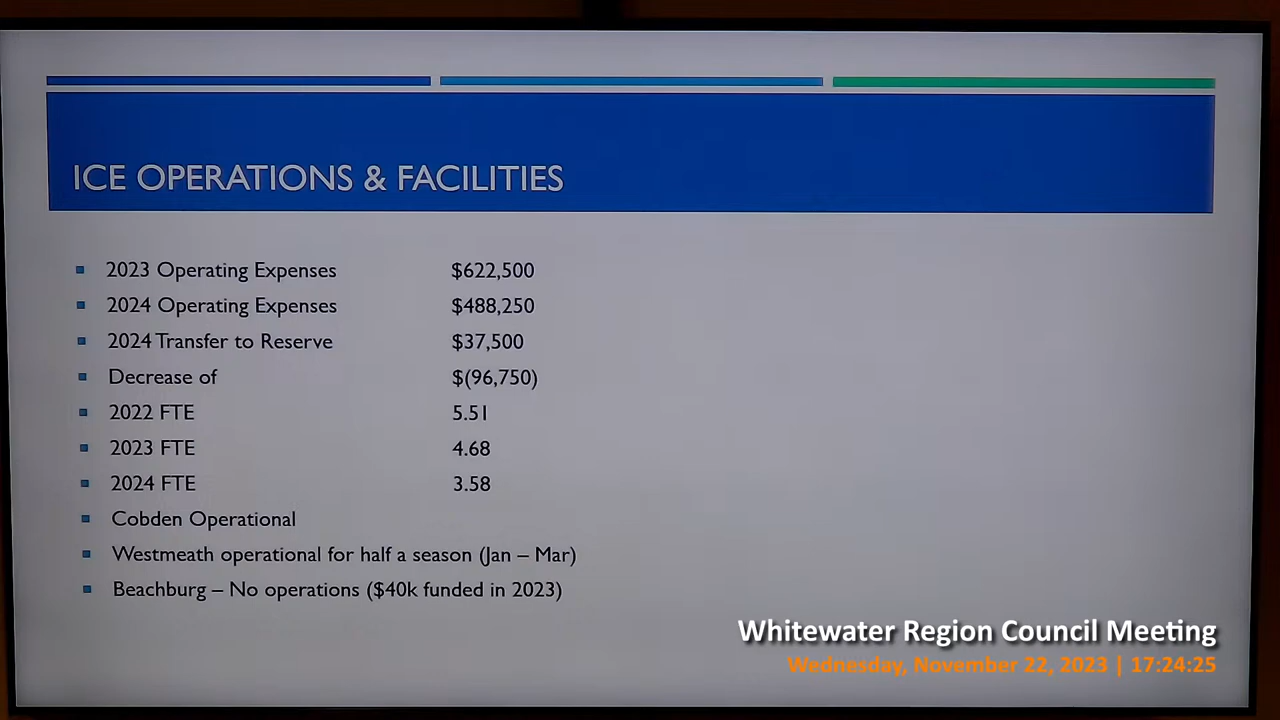 ICE OPERATIONS & FACILITIES
2023 Operating Expenses $622,500
2024 Operating Expenses $488,250
2024 Transfer to Reserve $37,500
Decrease of $(96,750)
2022 FTE 5.51
2023 FTE 4.68
2024 FTE 3.58
Cobden Operational
Westmeath operational for half a season (Jan – Mar)
Beachburg – No operations ($40k funded in 2023)
Whitewater Region Council Meeting
Wednesday, November 22, 2023 | 17:24:25